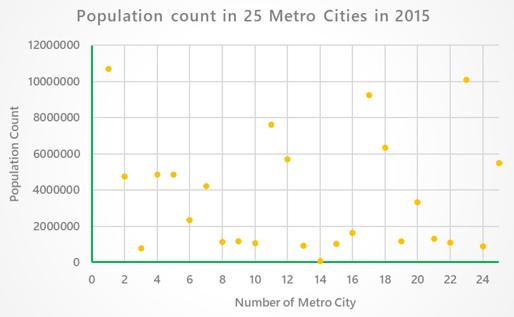 Population count in 25 Metro Cities in 2015
12000000
10000000
8000000
6000000
4000000
2000000
0
Population Count
0 2 4 6 8 10 12 14 16 18 20 22 24
Number of Metro City